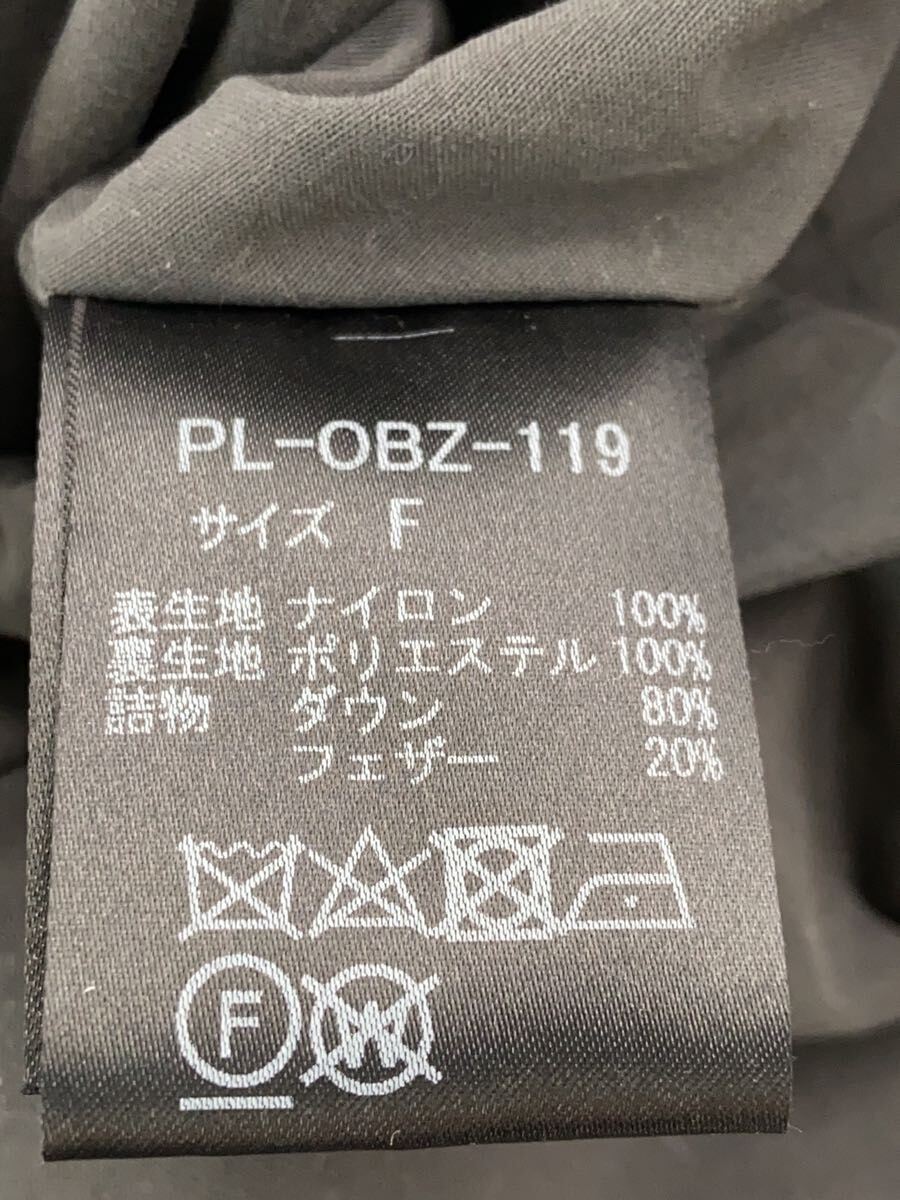 PL-OBZ-119
サイズ F
表生地 ナイロン 100%
裏生地 ポリエステル 100%
詰物 ダウン 80%
フェザー 20%
F W